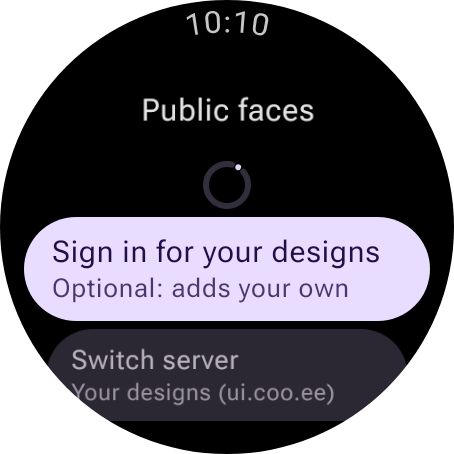 10:10
Public faces
Sign in for your designs
Optional: adds your own
Switch server
Your designs (ui.coo.ee)